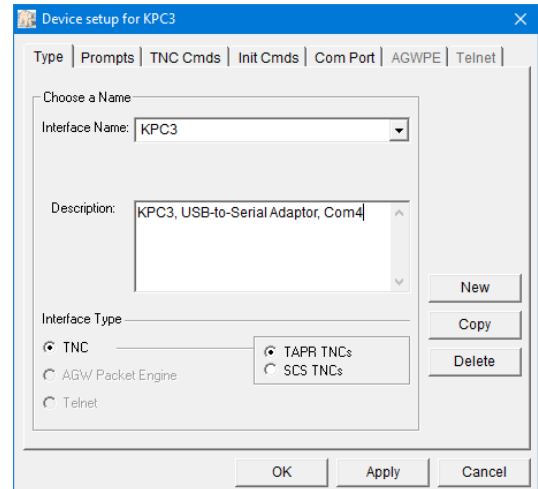 Device setup for KPC3
Type Prompts TNC Cmds Init Cmds Com Port AGWPE Telnet
Choose a Name
Interface Name: KPC3
Description: KPC3, USB-to-Serial Adaptor, Com4
New
Interface Type
Copy
TNC
TAPR TNCs
Delete
AGW Packet Engine
SCS TNCs
Telnet
OK Apply Cancel